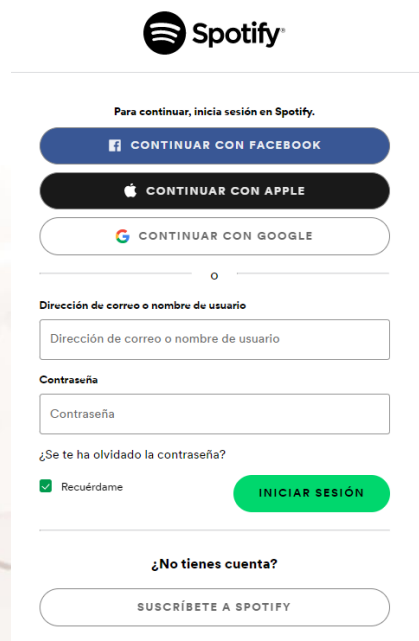 Spotify®
Para continuar, inicia sesión en Spotify.
CONTINUAR CON FACEBOOK
CONTINUAR CON APPLE
CONTINUAR CON GOOGLE
O
Dirección de correo o nombre de usuario
Dirección de correo o nombre de usuario
Contraseña
Contraseña
¿Se te ha olvidado la contraseña?
Recuérdame
INICIAR SESIÓN
¿No tienes cuenta?
SUSCRÍBETE A SPOTIFY